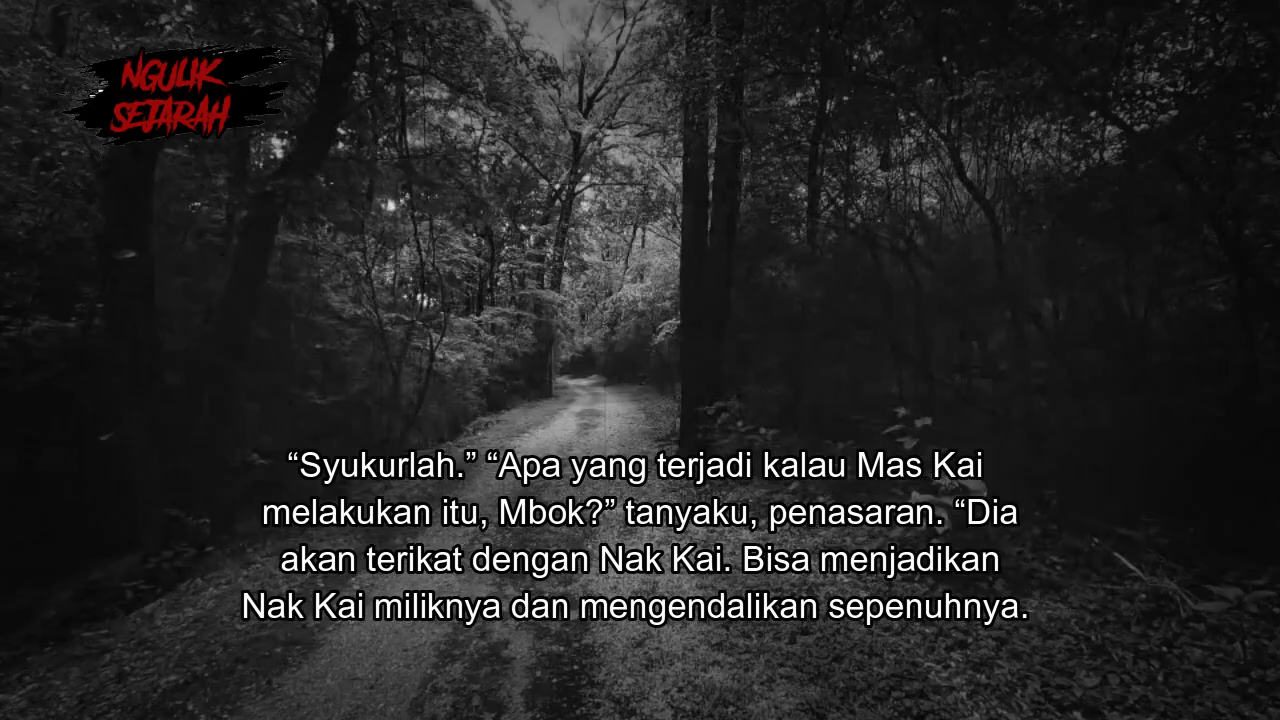 NGULIK
SEJARAH
“Syukurlah.” “Apa yang terjadi kalau Mas Kai
melakukan itu, Mbok?” tanyaku, penasaran. “Dia
akan terikat dengan Nak Kai. Bisa menjadikan
Nak Kai miliknya dan mengendalikan sepenuhnya.